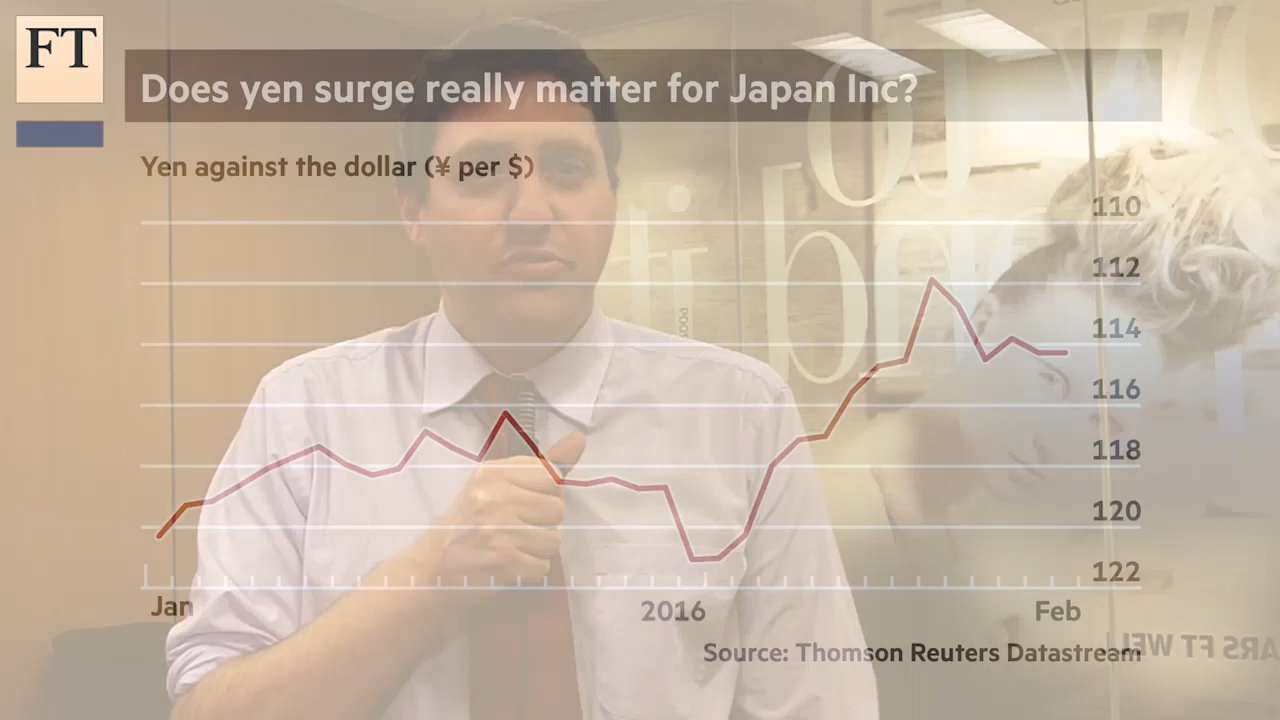 FT
Does yen surge really matter for Japan Inc?
Yen against the dollar (¥ per $)
110
112
114
116
118
120
122
Jan
2016
Feb
Source: Thomson Reuters Datastream